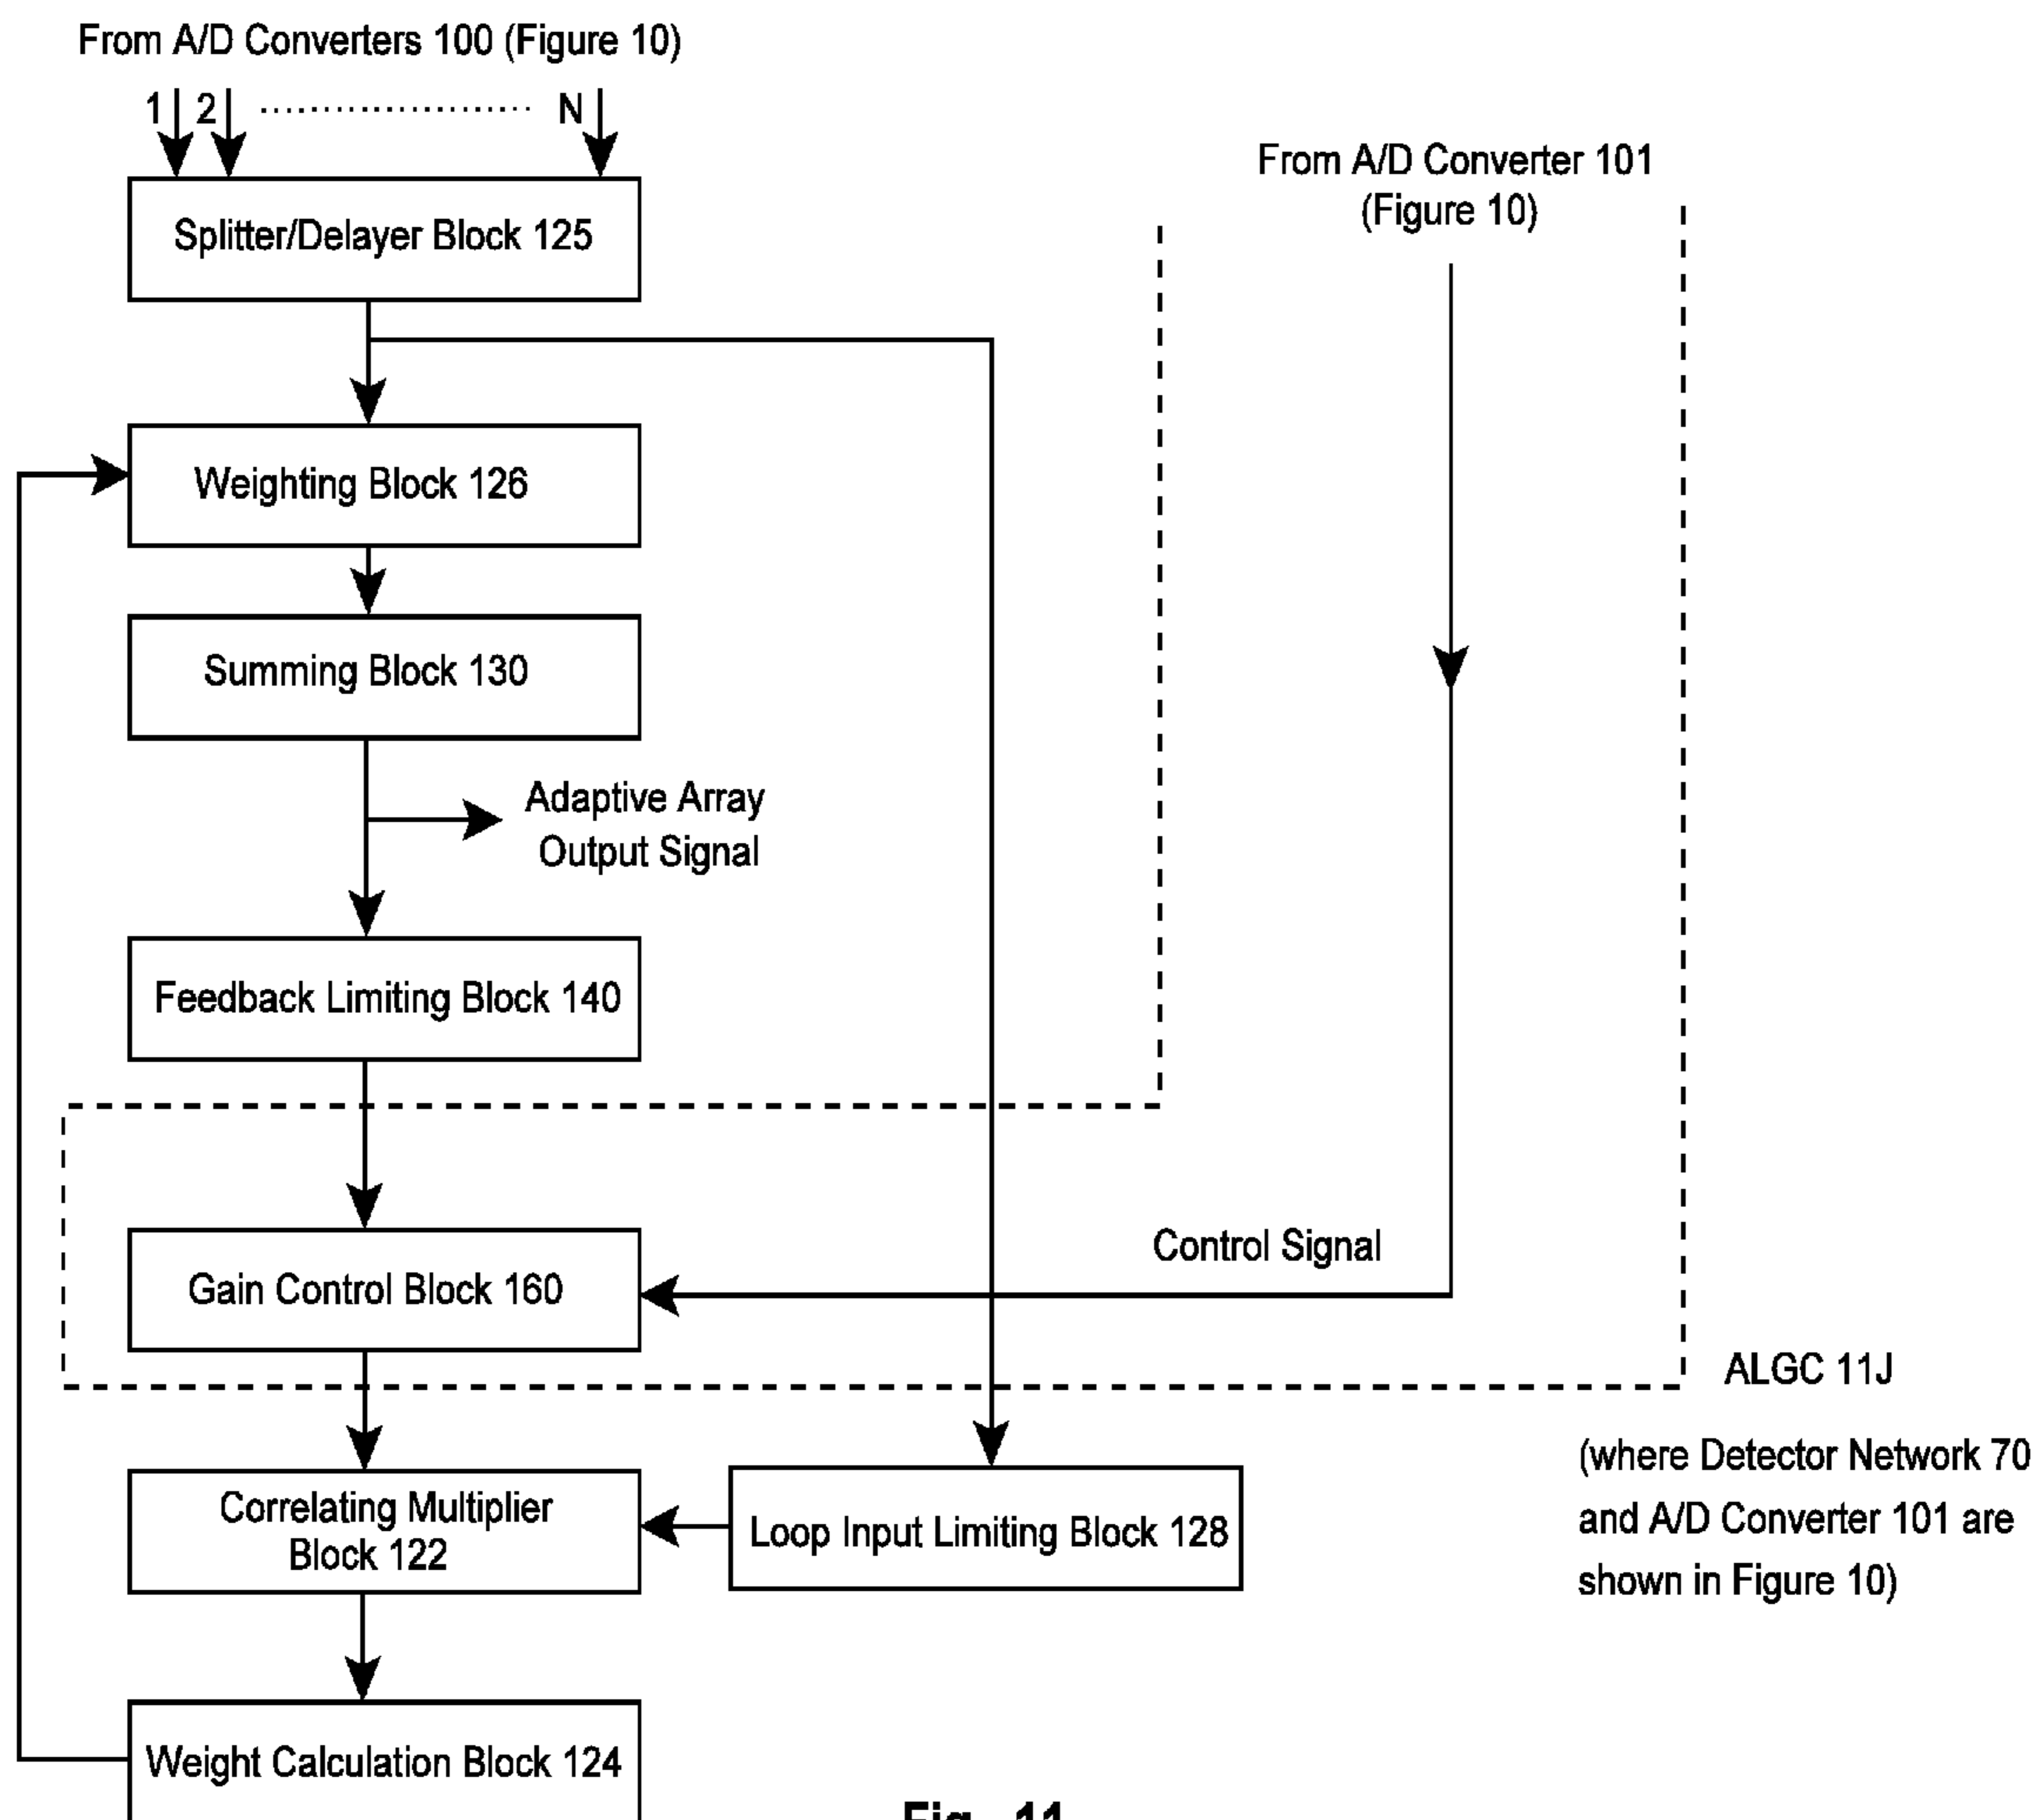 From A/D Converters 100 (Figure 10)
1 2 N
From A/D Converter 101
(Figure 10)
Splitter/Delayer Block 125
Weighting Block 126
Summing Block 130
Adaptive Array
Output Signal
Feedback Limiting Block 140
Control Signal
Gain Control Block 160
ALGC 11J
(where Detector Network 70
and A/D Converter 101 are
shown in Figure 10)
Correlating Multiplier
Block 122
Loop Input Limiting Block 128
Weight Calculation Block 124
Fig. 11